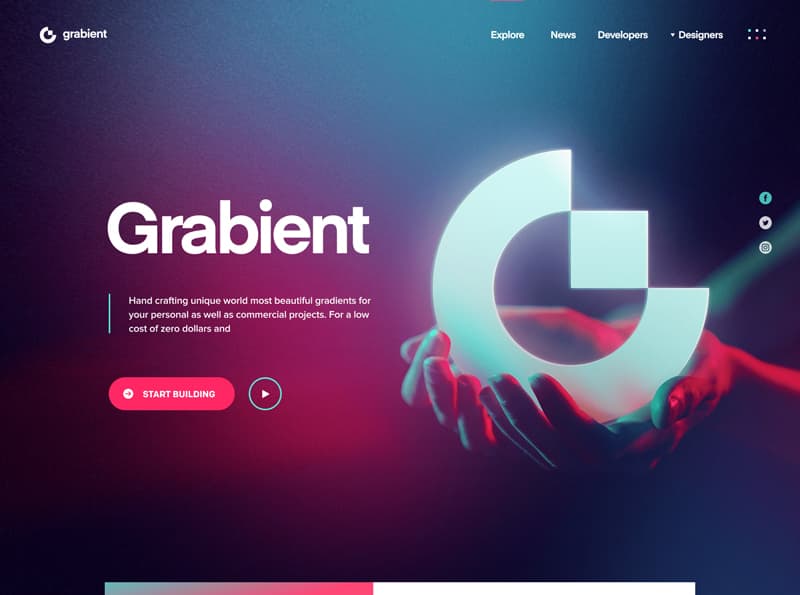 grabient
Explore
News
Developers
Designers
Grabient
Hand crafting unique world most beautiful gradients for
your personal as well as commercial projects. For a low
cost of zero dollars and
START BUILDING